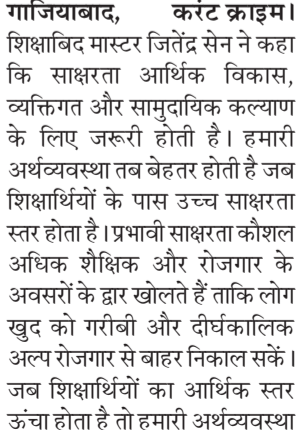 गाजियाबाद, करंट क्राइम।
शिक्षाबिद मास्टर जितेंद्र सेन ने कहा
कि साक्षरता आर्थिक विकास,
व्यक्तिगत और सामुदायिक कल्याण
के लिए जरूरी होती है। हमारी
अर्थव्यवस्था तब बेहतर होती है जब
शिक्षार्थियों के पास उच्च साक्षरता
स्तर होता है। प्रभावी साक्षरता कौशल
अधिक शैक्षिक और रोजगार के
अवसरों के द्वार खोलते हैं ताकि लोग
खुद को गरीबी और दीर्घकालिक
अल्प रोजगार से बाहर निकाल सकें।
जब शिक्षार्थियों का आर्थिक स्तर
ऊंचा होता है तो हमारी अर्थव्यवस्था